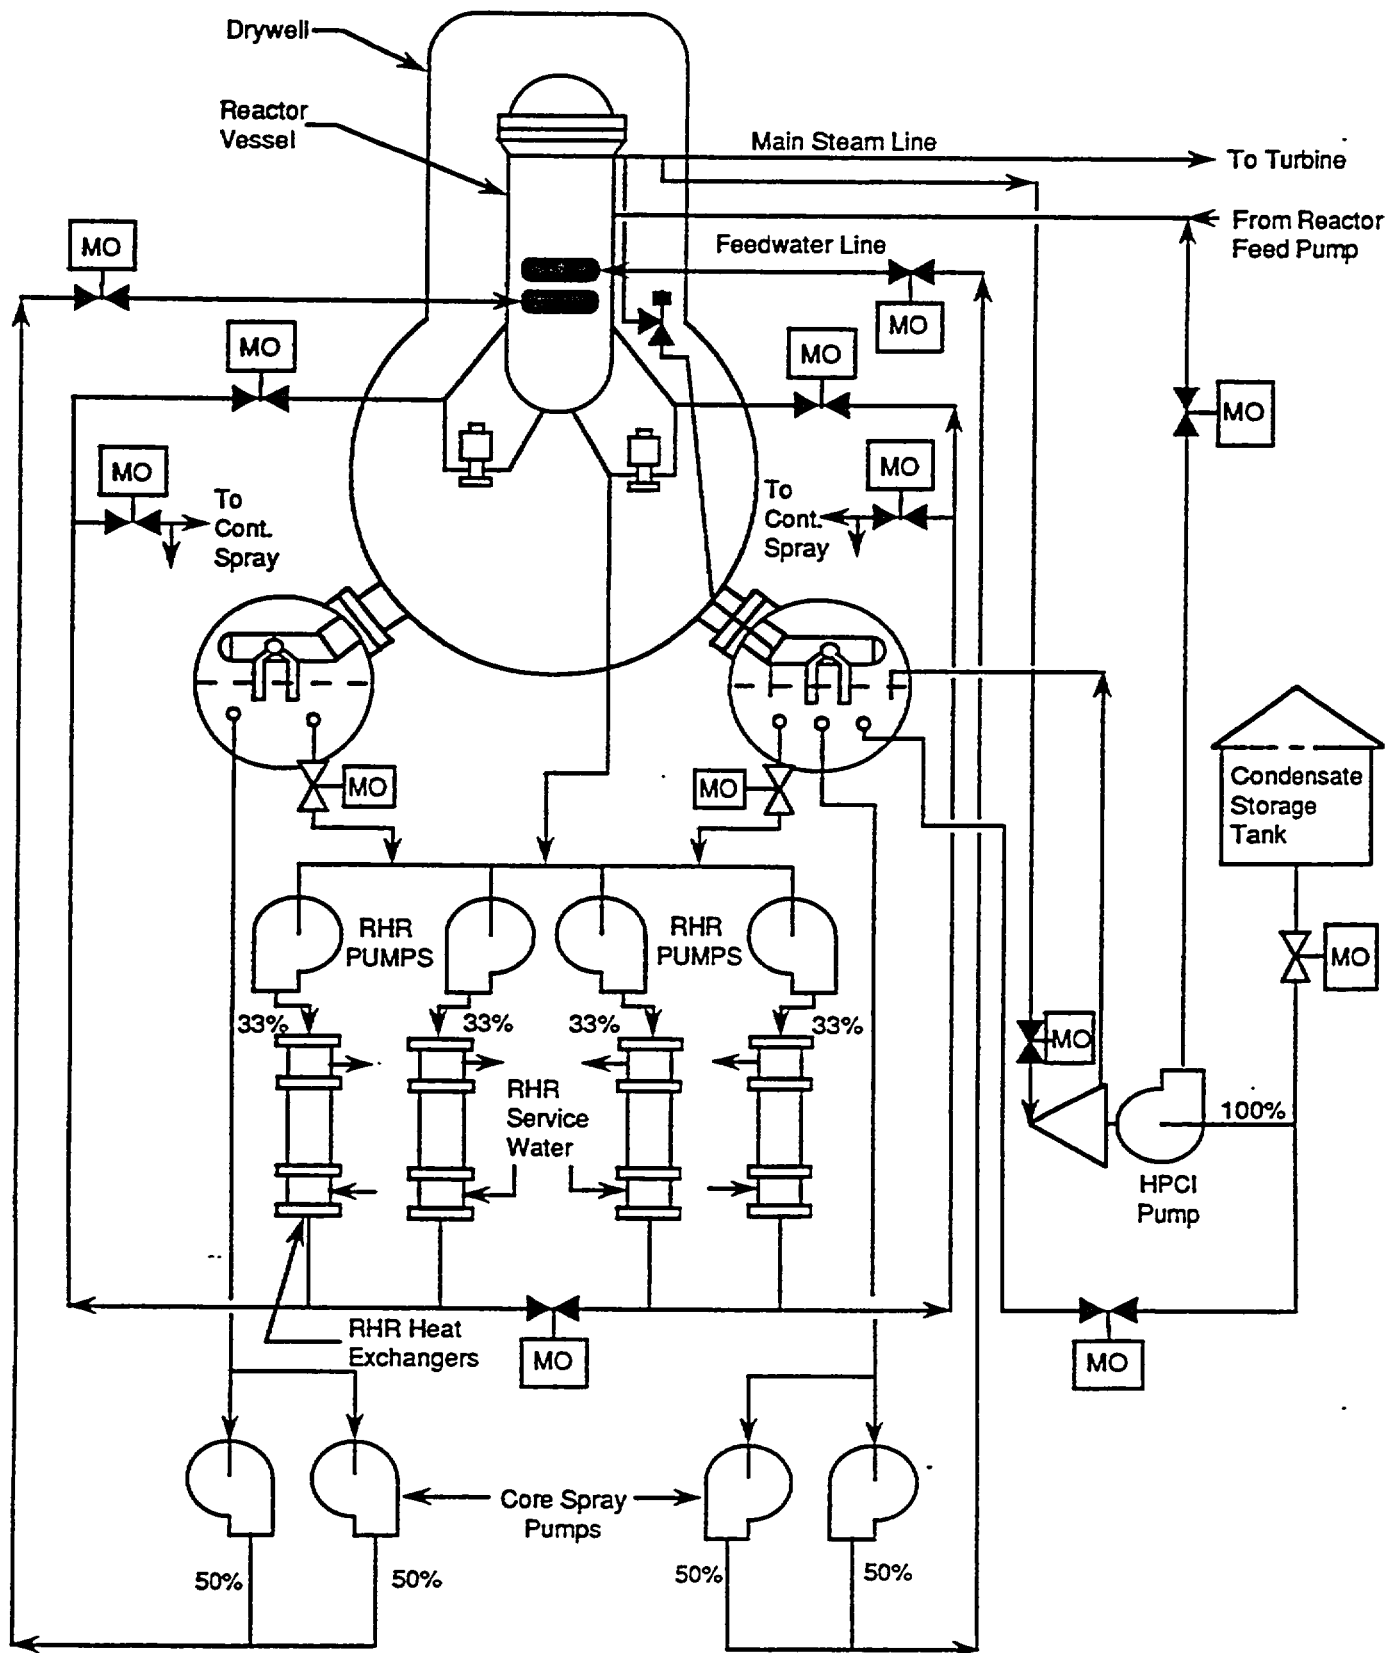 Drywell
Reactor
Vessel
Main Steam Line
To Turbine
From Reactor
Feed Pump
Feedwater Line
MO
MO
MO
MO
MO
MO
MO
To
Cont.
Spray
To
Cont.
Spray
MO
MO
Condensate
Storage
Tank
RHR
PUMPS
RHR
PUMPS
MO
33%
33%
33%
33%
MO
RHR
Service
Water
100%
HPCI
Pump
RHR Heat
Exchangers
MO
MO
Core Spray
Pumps
50%
50%
50%
50%